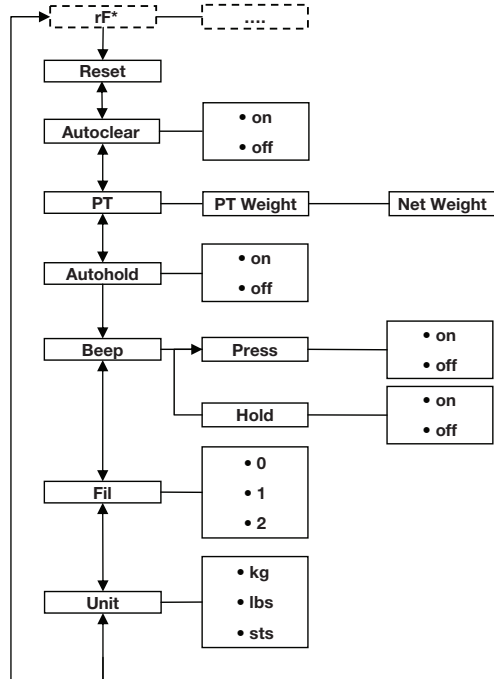 rF*
....
Reset
Autoclear
• on
• off
PT
PT Weight
Net Weight
Autohold
• on
• off
Beep
Press
• on
• off
Hold
• on
• off
Fil
• 0
• 1
• 2
Unit
• kg
• lbs
• sts